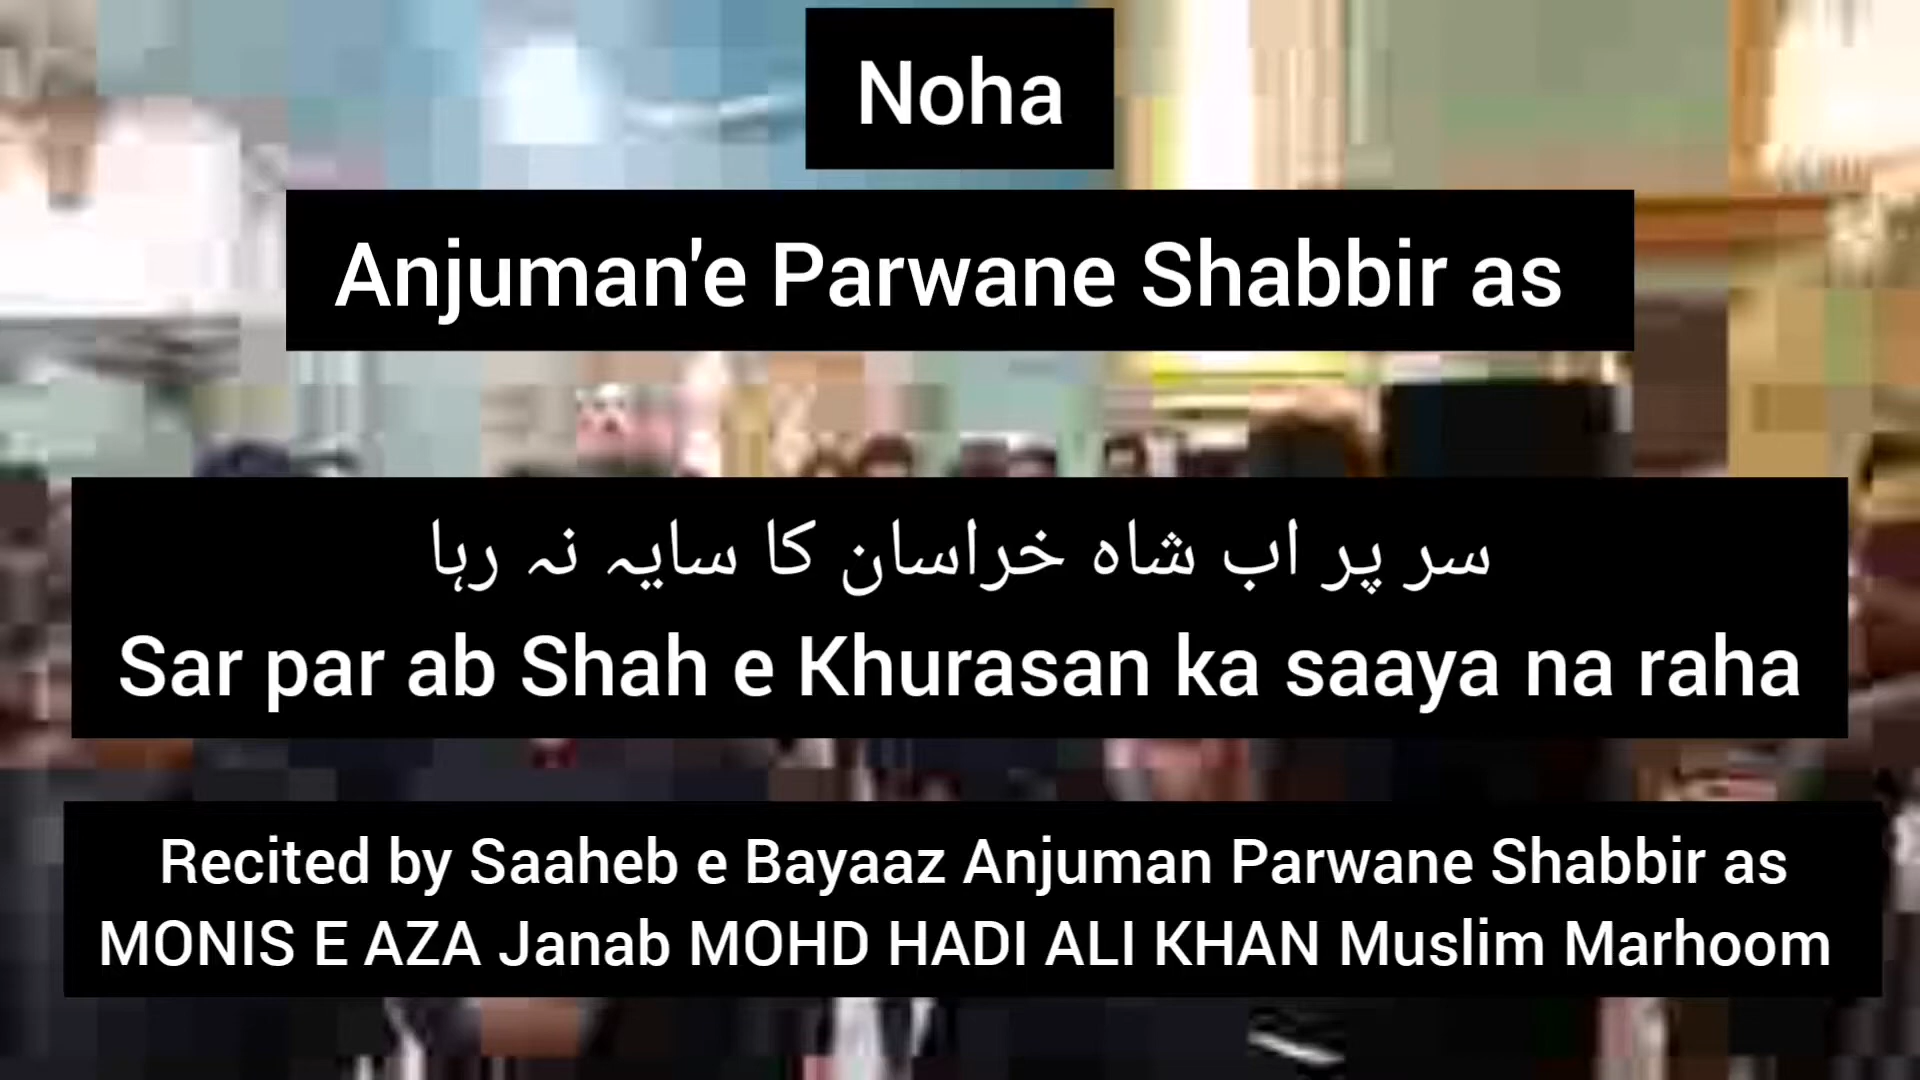 Noha
Anjuman'e Parwane Shabbir as
سر پر اب شاہ خراسان کا سایہ نہ رہا
Sar par ab Shah e Khurasan ka saaya na raha
Recited by Saaheb e Bayaaz Anjuman Parwane Shabbir as
MONIS E AZA Janab MOHD HADI ALI KHAN Muslim Marhoom